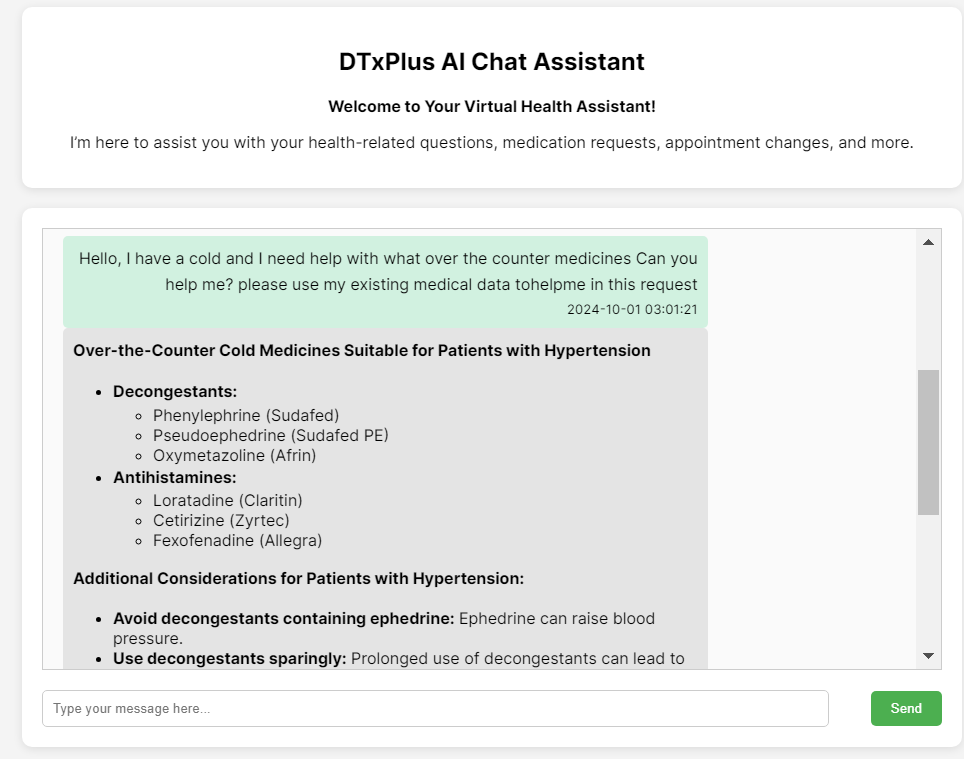 DTxPlus AI Chat Assistant
Welcome to Your Virtual Health Assistant!
I'm here to assist you with your health-related questions, medication requests, appointment changes, and more.
Hello, I have a cold and I need help with what over the counter medicines Can you
help me? please use my existing medical data tohelpme in this request
2024-10-01 03:01:21
Over-the-Counter Cold Medicines Suitable for Patients with Hypertension
Decongestants:
Phenylephrine (Sudafed)
Pseudoephedrine (Sudafed PE)
Oxymetazoline (Afrin)
Antihistamines:
Loratadine (Claritin)
Cetirizine (Zyrtec)
Fexofenadine (Allegra)
Additional Considerations for Patients with Hypertension:
Avoid decongestants containing ephedrine: Ephedrine can raise blood
pressure.
Use decongestants sparingly: Prolonged use of decongestants can lead to
Type your message here...
Send